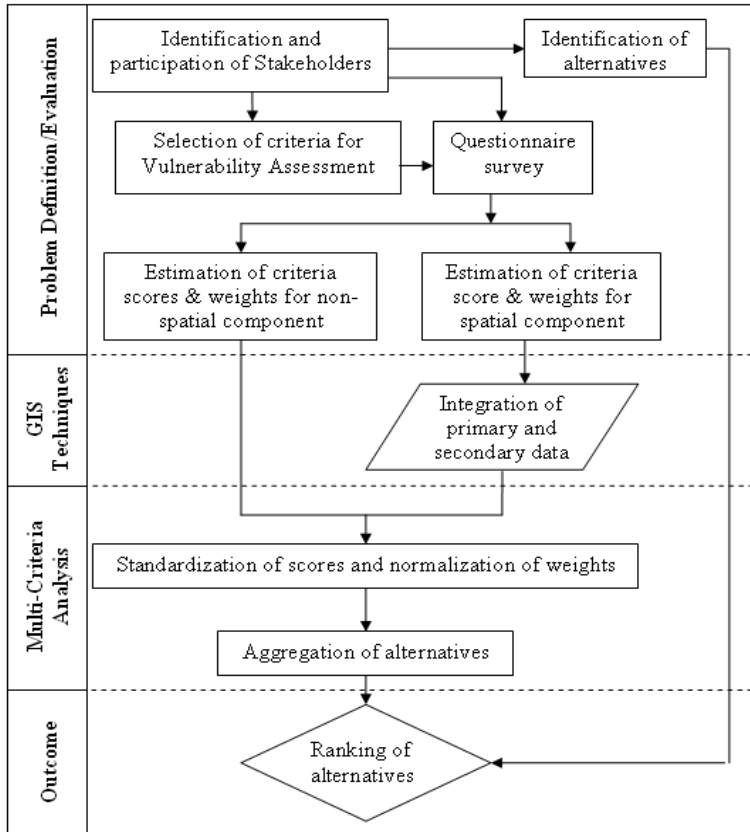 Problem Definition/Evaluation
Identification and
participation of Stakeholders
Identification of
alternatives
Selection of criteria for
Vulnerability Assessment
Questionnaire
survey
Estimation of criteria
scores & weights for non-
spatial component
Estimation of criteria
score & weights for
spatial component
GIS
Techniques
Integration of
primary and
secondary data
Multi-Criteria
Analysis
Standardization of scores and normalization of weights
Aggregation of alternatives
Outcome
Ranking of
alternatives